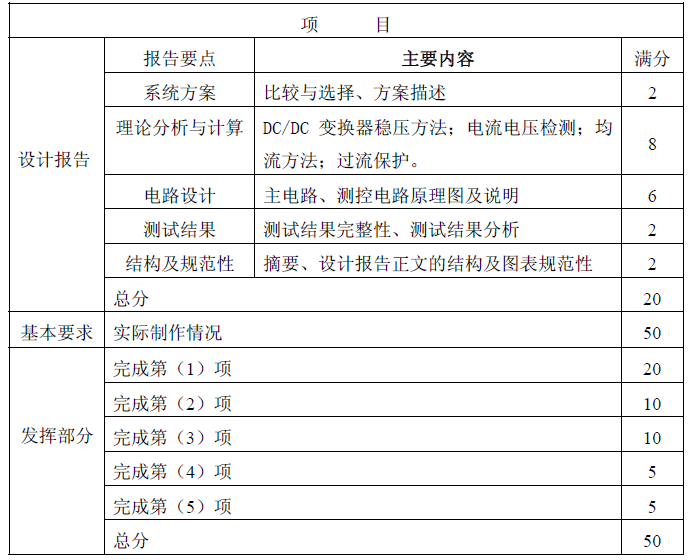 项 目
设计报告
报告要点 主要内容 满分
系统方案 比较与选择、方案描述 2
理论分析与计算 DC/DC 变换器稳压方法；电流电压检测；均
流方法；过流保护。 8
电路设计 主电路、测控电路原理图及说明 6
测试结果 测试结果完整性、测试结果分析 2
结构及规范性 摘要、设计报告正文的结构及图表规范性 2
总分 20
基本要求 实际制作情况 50
发挥部分
完成第（1）项 20
完成第（2）项 10
完成第（3）项 10
完成第（4）项 5
完成第（5）项 5
总分 50